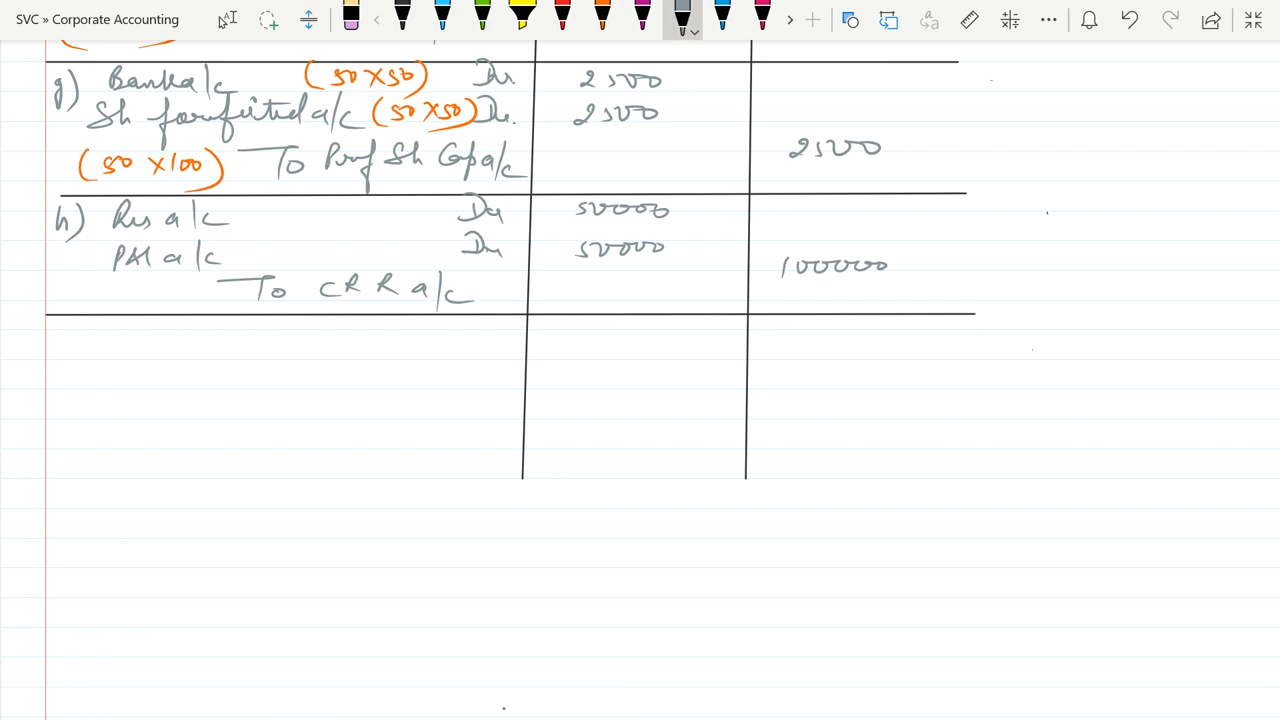 SVC » Corporate Accounting
g) Bank a/c (50 x 50) Dr. 2500
Sh forfeited a/c (50 x 50) Dr. 2500
(50 x 100) To Pref Sh Cap a/c 2500
h) Res a/c Dr 50000
P&l a/c Dr 50000
To CRR a/c 100000